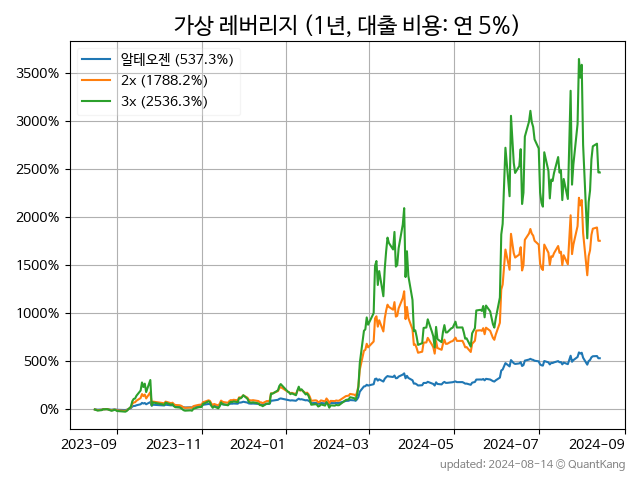 가상 레버리지 (1년, 대출 비용: 연 5%)
알테오젠 (537.3%)
2x (1788.2%)
3x (2536.3%)
3500%
3000%
2500%
2000%
1500%
1000%
500%
0%
2023-09 2023-11 2024-01 2024-03 2024-05 2024-07 2024-09
updated: 2024-08-14 © QuantKang